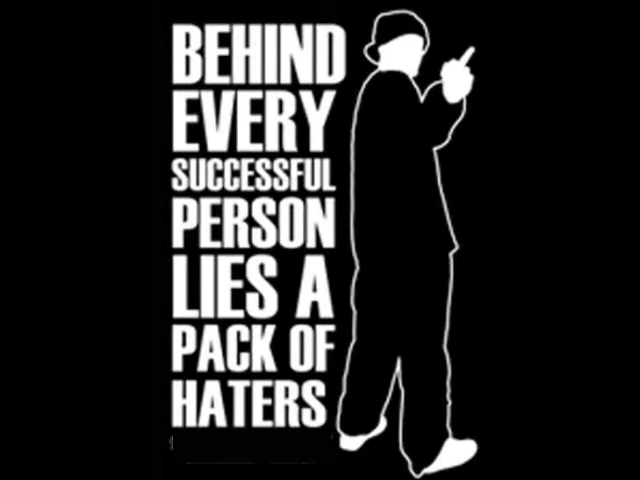 BEHIND
EVERY
SUCCESSFUL
PERSON
LIES A
PACK OF
HATERS